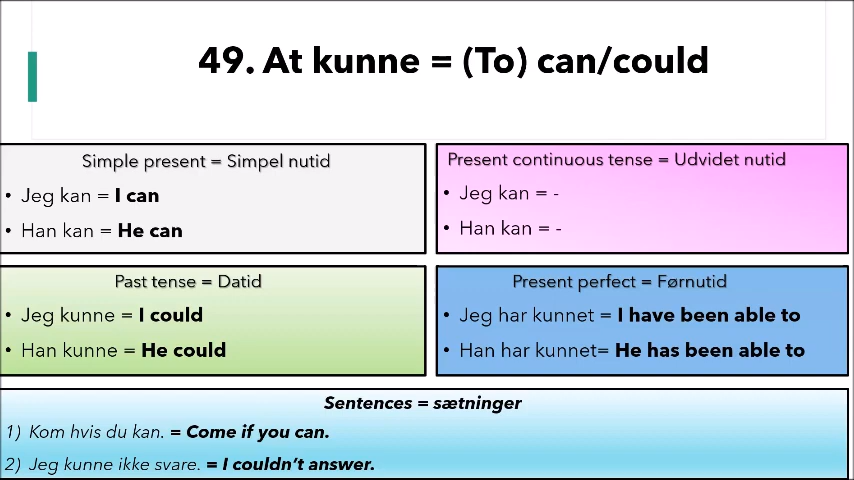 49. At kunne = (To) can/could
Simple present = Simpel nutid
• Jeg kan = I can
• Han kan = He can
Present continuous tense = Udvidet nutid
• Jeg kan = -
• Han kan = -
Past tense = Datid
• Jeg kunne = I could
• Han kunne = He could
Present perfect = Førnutid
• Jeg har kunnet = I have been able to
• Han har kunnet= He has been able to
Sentences = sætninger
1) Kom hvis du kan. = Come if you can.
2) Jeg kunne ikke svare. = I couldn't answer.